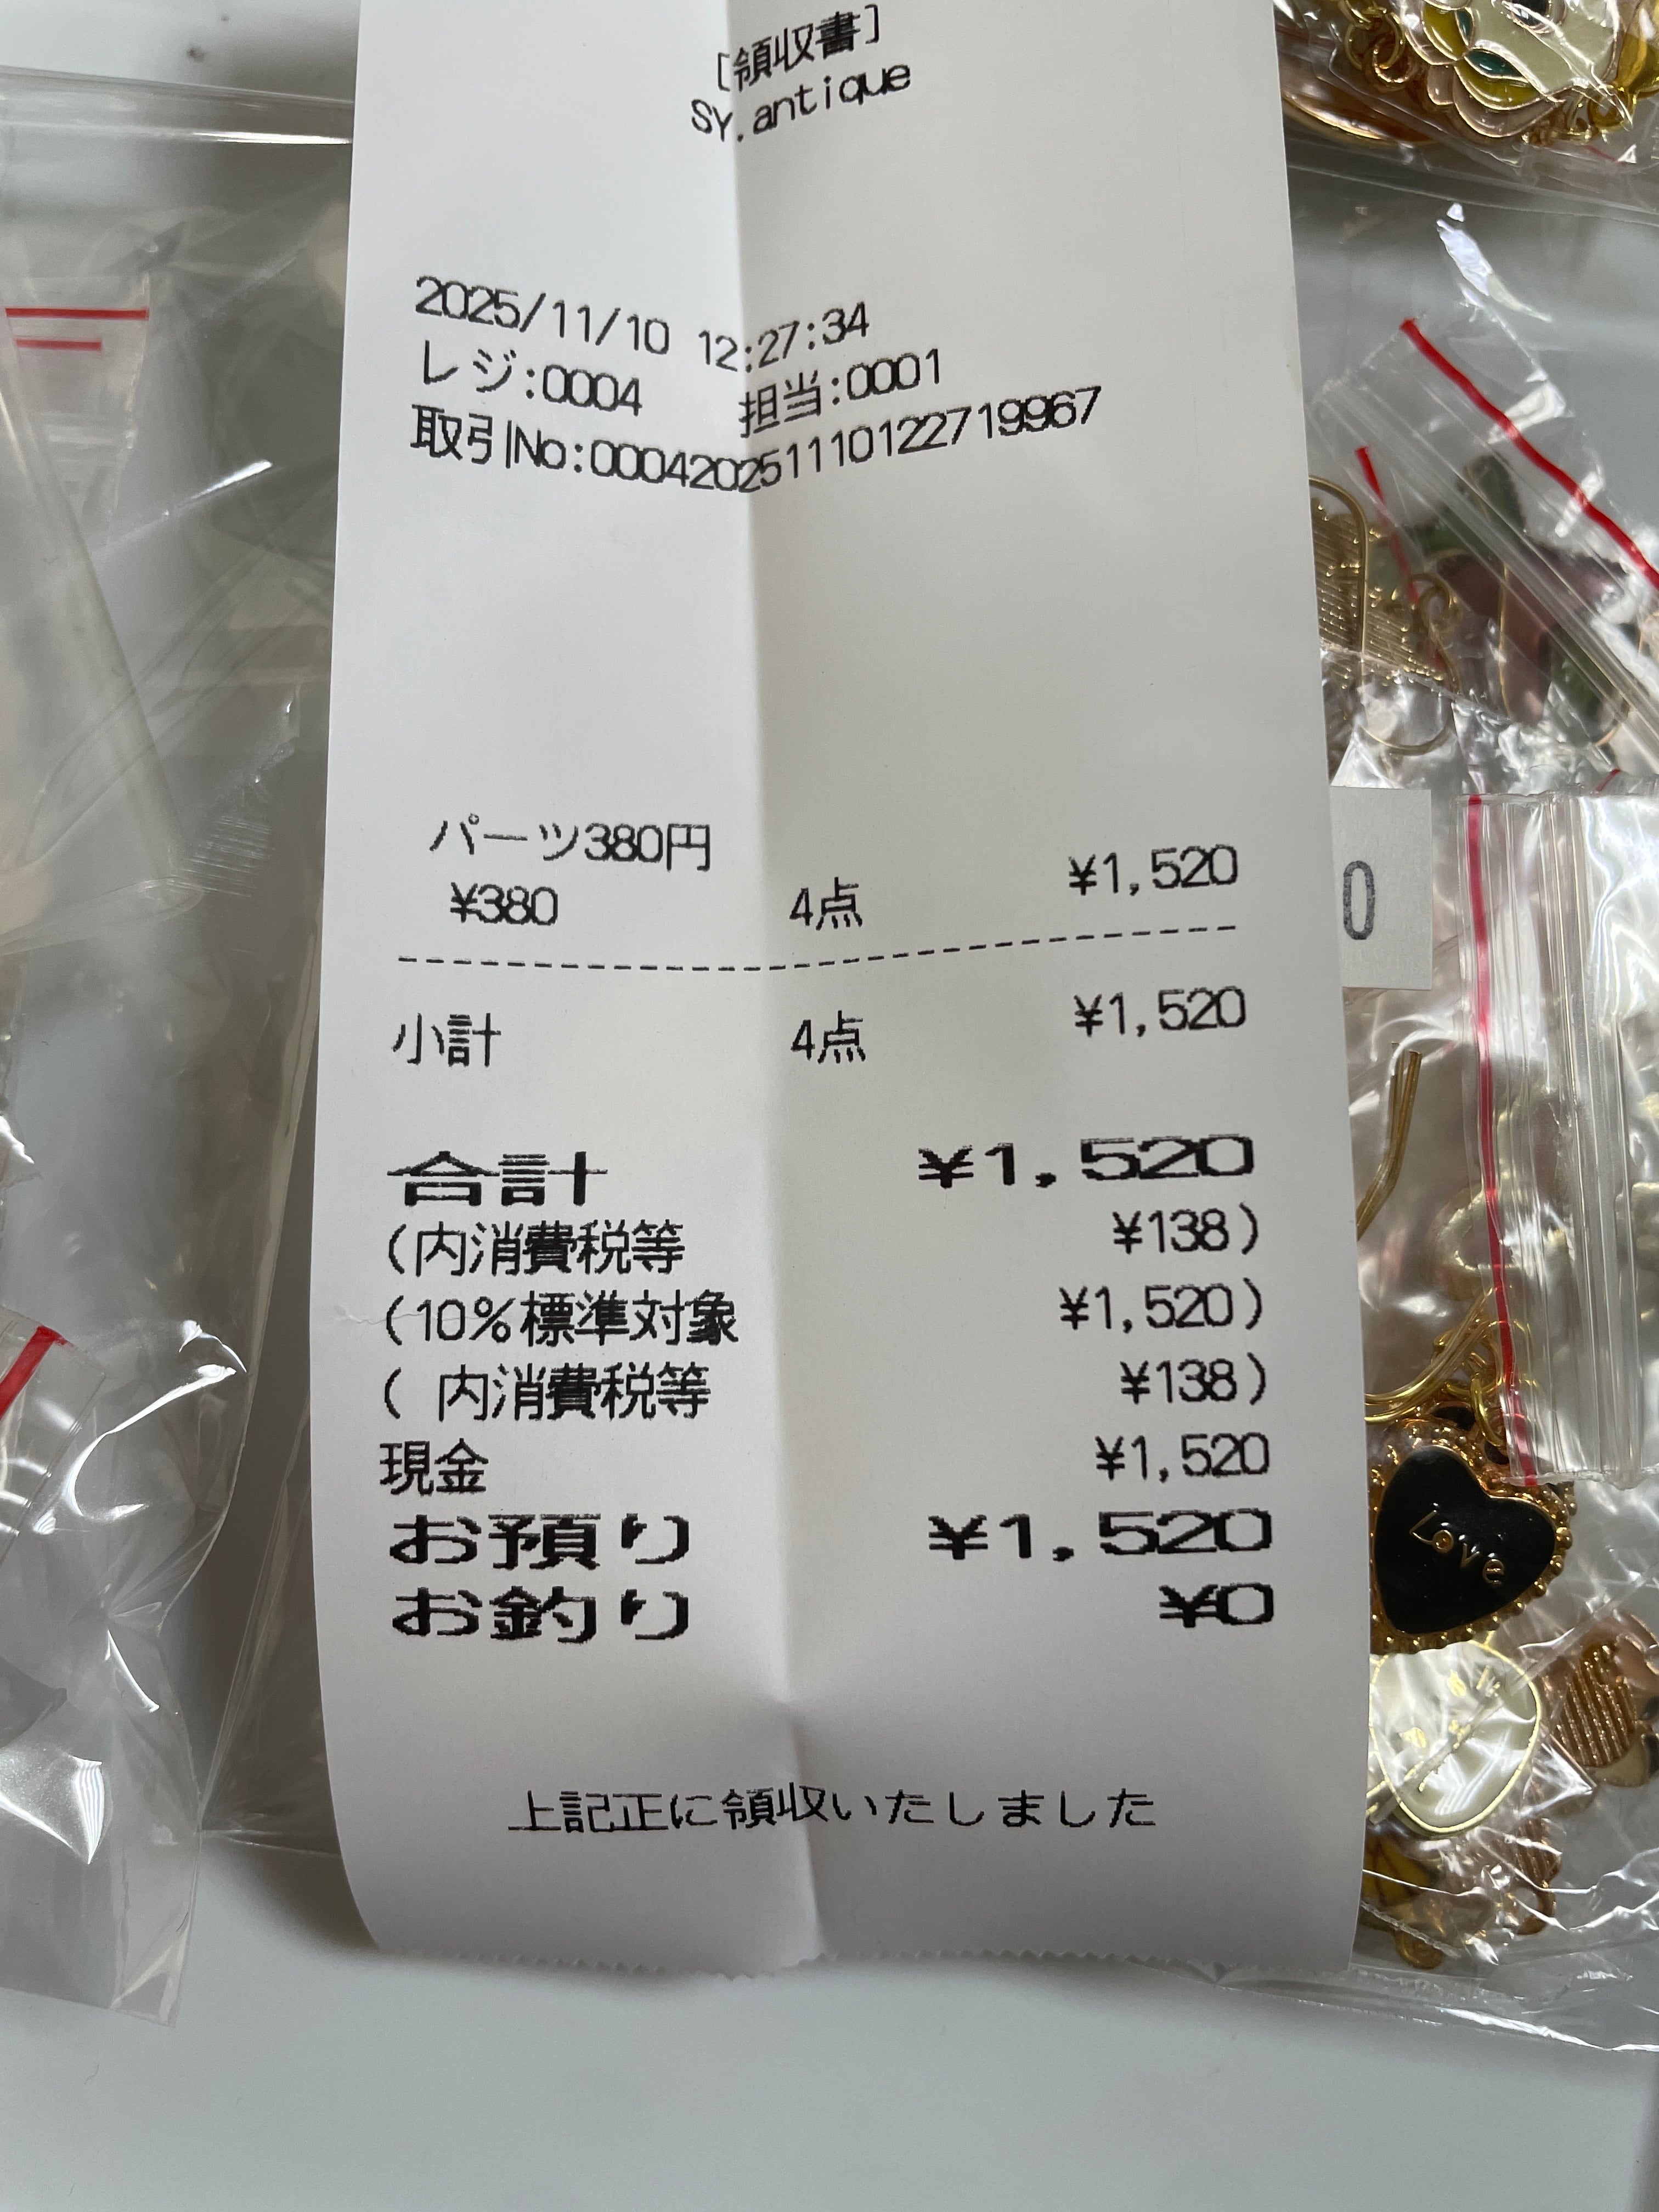 [領収書]
SY.antique
2025/11/10 12:27:34
レジ:0004 担当:0001
取引No:00042025111012271​9967
パーツ380円
¥380 4点 ¥1,520
小計 4点 ¥1,520
合計 ¥1,520
(内消費税等 ¥138)
(10%標準対象 ¥1,520)
( 内消費税等 ¥138)
現金 ¥1,520
お預り ¥1,520
お釣り ¥0
上記正に領収いたしました
0
Love